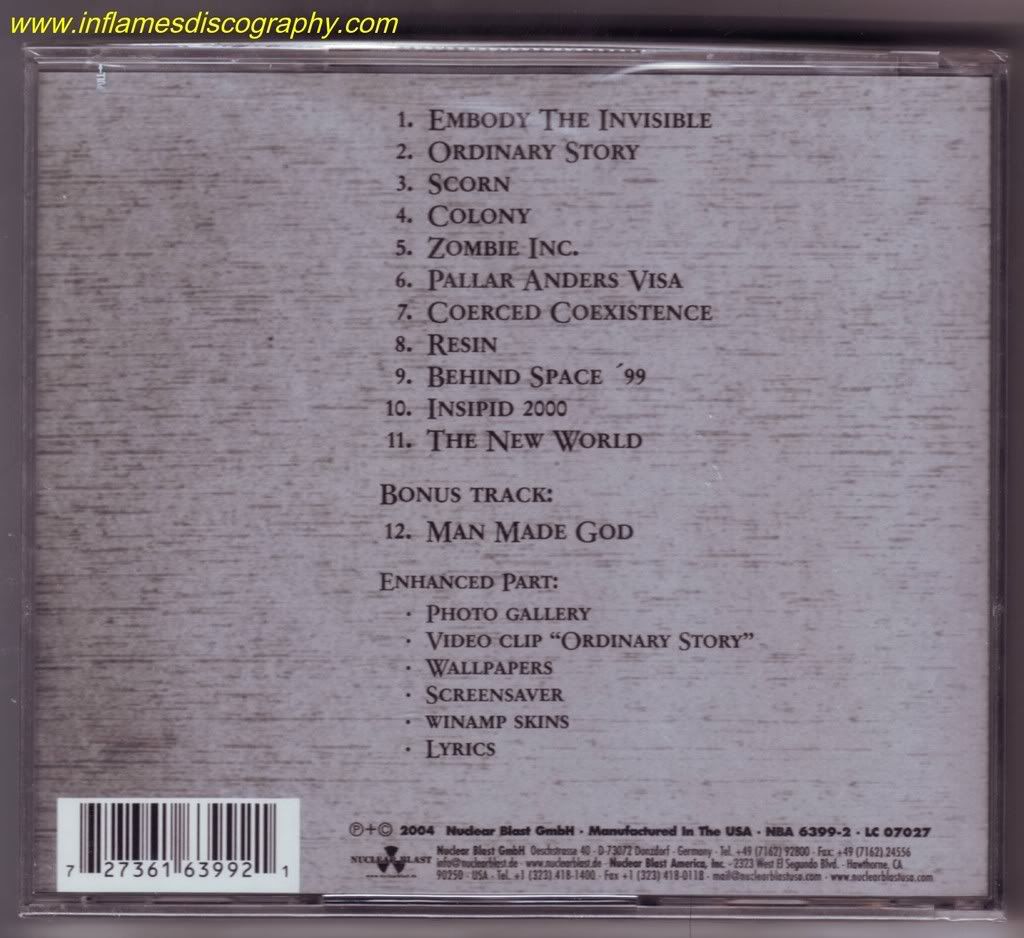 www.inflamesdiscography.com
1. Embody The Invisible
2. Ordinary Story
3. Scorn
4. Colony
5. Zombie Inc.
6. Pallar Anders Visa
7. Coerced Coexistence
8. Resin
9. Behind Space ´99
10. Insipid 2000
11. The New World
Bonus track:
12. Man Made God
Enhanced Part:
· Photo gallery
· Video clip “Ordinary Story”
· Wallpapers
· Screensaver
· winamp skins
· Lyrics
℗+© 2004 Nuclear Blast GmbH · Manufactured In The USA · NBA 6399-2 · LC 07027
Nuclear Blast GmbH Oeschstrasse 40 · D-73072 Donzdorf · Germany · Tel. +49 (7162) 92800 · Fax: +49 (7162) 24556
info@nuclearblast.de · www.nuclearblast.de · Nuclear Blast America, Inc. · 2323 West El Segundo Blvd. · Hawthorne, CA
90250 · USA · Tel. +1 (323) 418-1400 · Fax +1 (323) 418-0118 · mail@nuclearblastusa.com · www.nuclearblastusa.com
NUCLEAR BLAST
7 27361 63992 1